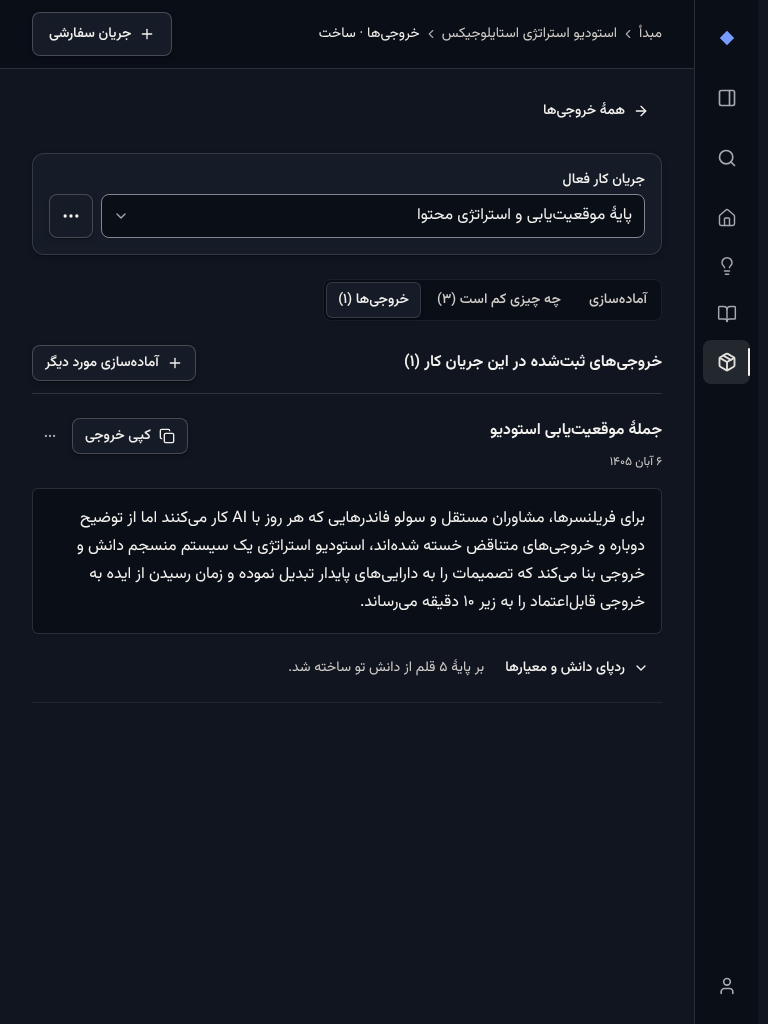 مبدأ › استودیو استراتژی استایلوجیکس › خروجی‌ها · ساخت
+ جریان سفارشی
→ همهٔ خروجی‌ها
جریان کار فعال
پایهٔ موقعیت‌یابی و استراتژی محتوا
آماده‌سازی
چه چیزی کم است (۳)
خروجی‌ها (۱)
خروجی‌های ثبت‌شده در این جریان کار (۱)
+ آماده‌سازی مورد دیگر
جملهٔ موقعیت‌یابی استودیو
کپی خروجی
۶ آبان ۱۴۰۵
برای فریلنسرها، مشاوران مستقل و سولو فاندرهایی که هر روز با AI کار می‌کنند اما از توضیح
دوباره و خروجی‌های متناقض خسته شده‌اند، استودیو استراتژی یک سیستم منسجم دانش و
خروجی بنا می‌کند که تصمیمات را به دارایی‌های پایدار تبدیل نموده و زمان رسیدن از ایده به
خروجی قابل‌اعتماد را به زیر ۱۰ دقیقه می‌رساند.
ردپای دانش و معیارها
بر پایهٔ ۵ قلم از دانش تو ساخته شد.